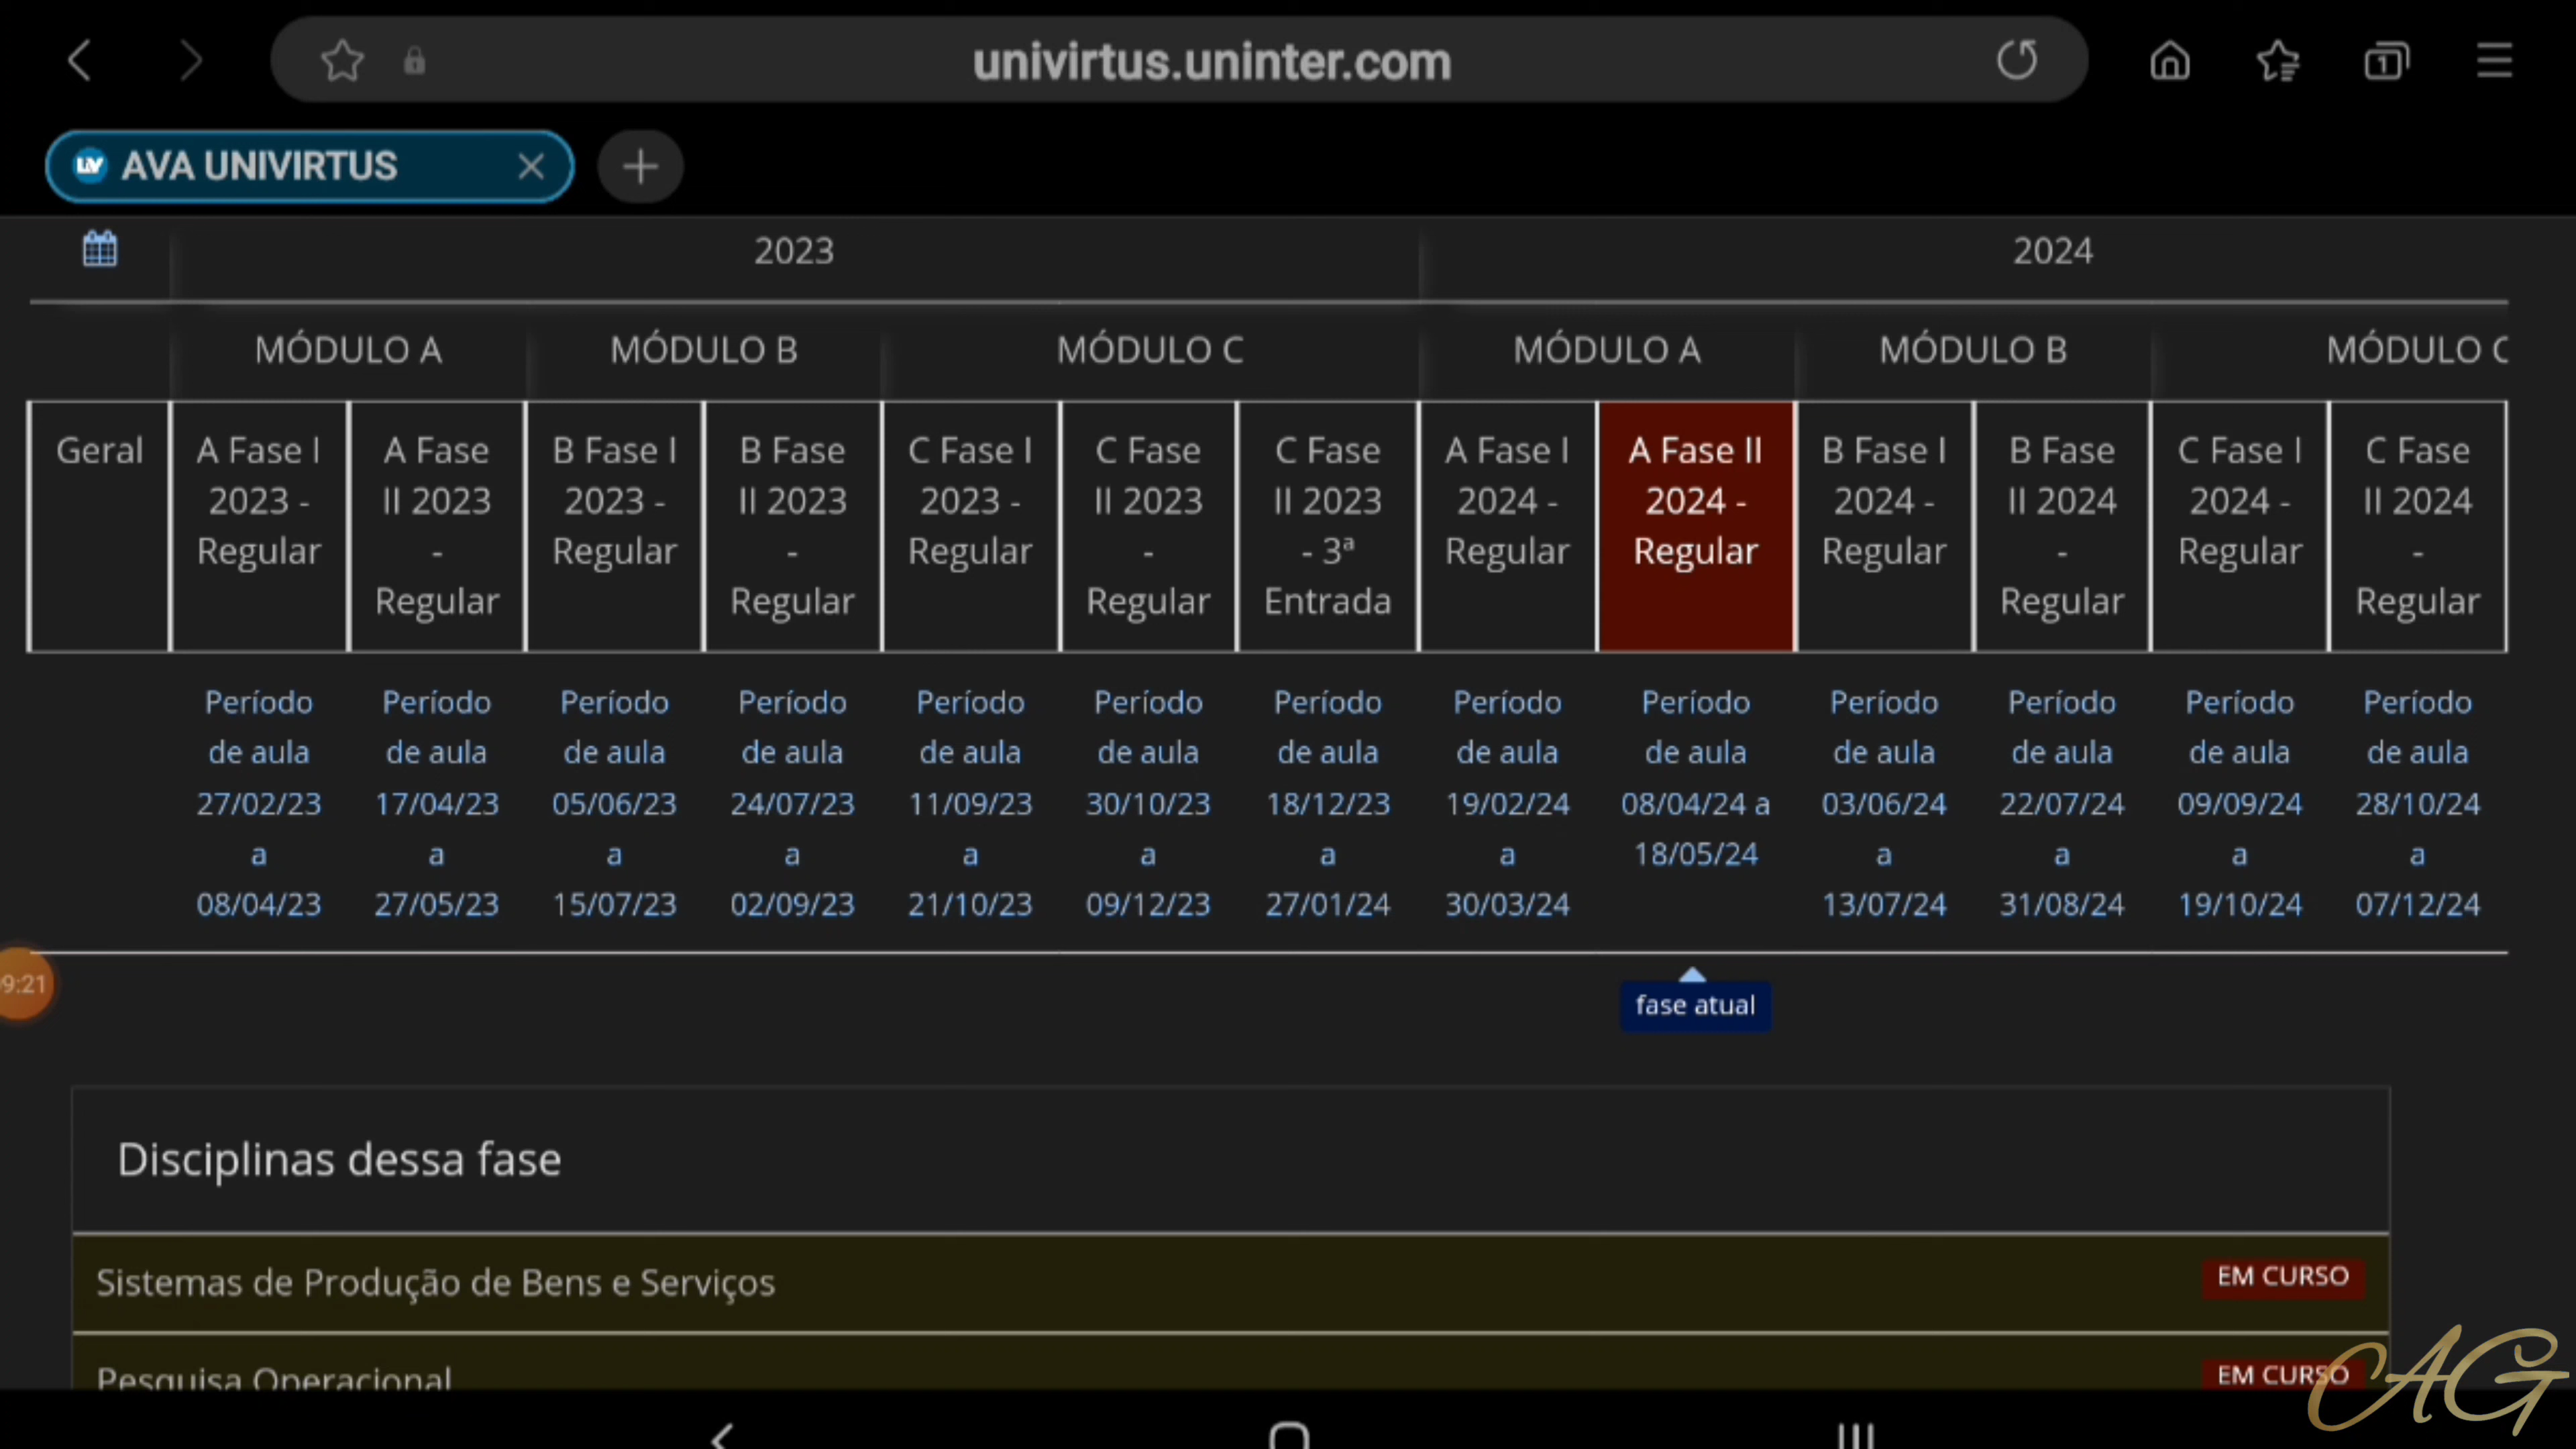 univirtus.uninter.com
1
UV AVA UNIVIRTUS
2023 2024
MÓDULO A MÓDULO B MÓDULO C MÓDULO A MÓDULO B MÓDULO C
Geral
A Fase I
2023 -
Regular
A Fase
II 2023
-
Regular
B Fase I
2023 -
Regular
B Fase
II 2023
-
Regular
C Fase I
2023 -
Regular
C Fase
II 2023
-
Regular
C Fase
II 2023
- 3ª
Entrada
A Fase I
2024 -
Regular
A Fase II
2024 -
Regular
B Fase I
2024 -
Regular
B Fase
II 2024
-
Regular
C Fase I
2024 -
Regular
C Fase
II 2024
-
Regular
Período
de aula
27/02/23
a
08/04/23
Período
de aula
17/04/23
a
27/05/23
Período
de aula
05/06/23
a
15/07/23
Período
de aula
24/07/23
a
02/09/23
Período
de aula
11/09/23
a
21/10/23
Período
de aula
30/10/23
a
09/12/23
Período
de aula
18/12/23
a
27/01/24
Período
de aula
19/02/24
a
30/03/24
Período
de aula
08/04/24 a
18/05/24
Período
de aula
03/06/24
a
13/07/24
Período
de aula
22/07/24
a
31/08/24
Período
de aula
09/09/24
a
19/10/24
Período
de aula
28/10/24
a
07/12/24
9:21
fase atual
Disciplinas dessa fase
Sistemas de Produção de Bens e Serviços EM CURSO
Pesquisa Operacional EM CURSO
CAG